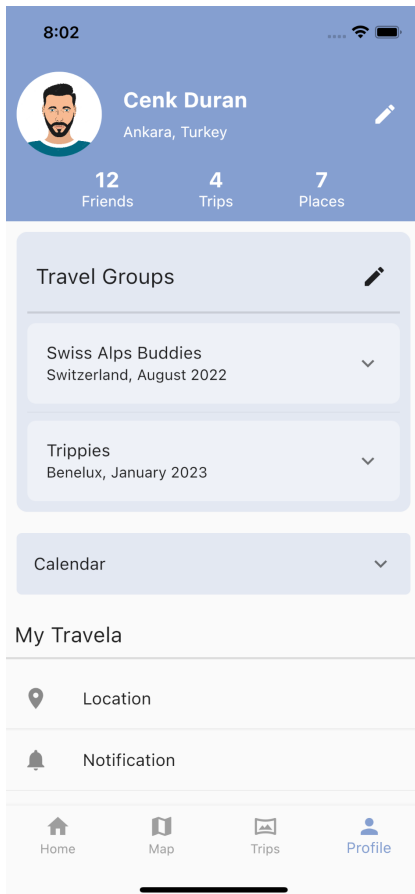 8:02
Cenk Duran
Ankara, Turkey
12 4 7
Friends Trips Places
Travel Groups
Swiss Alps Buddies
Switzerland, August 2022
Trippies
Benelux, January 2023
Calendar
My Travela
Location
Notification
Home Map Trips Profile